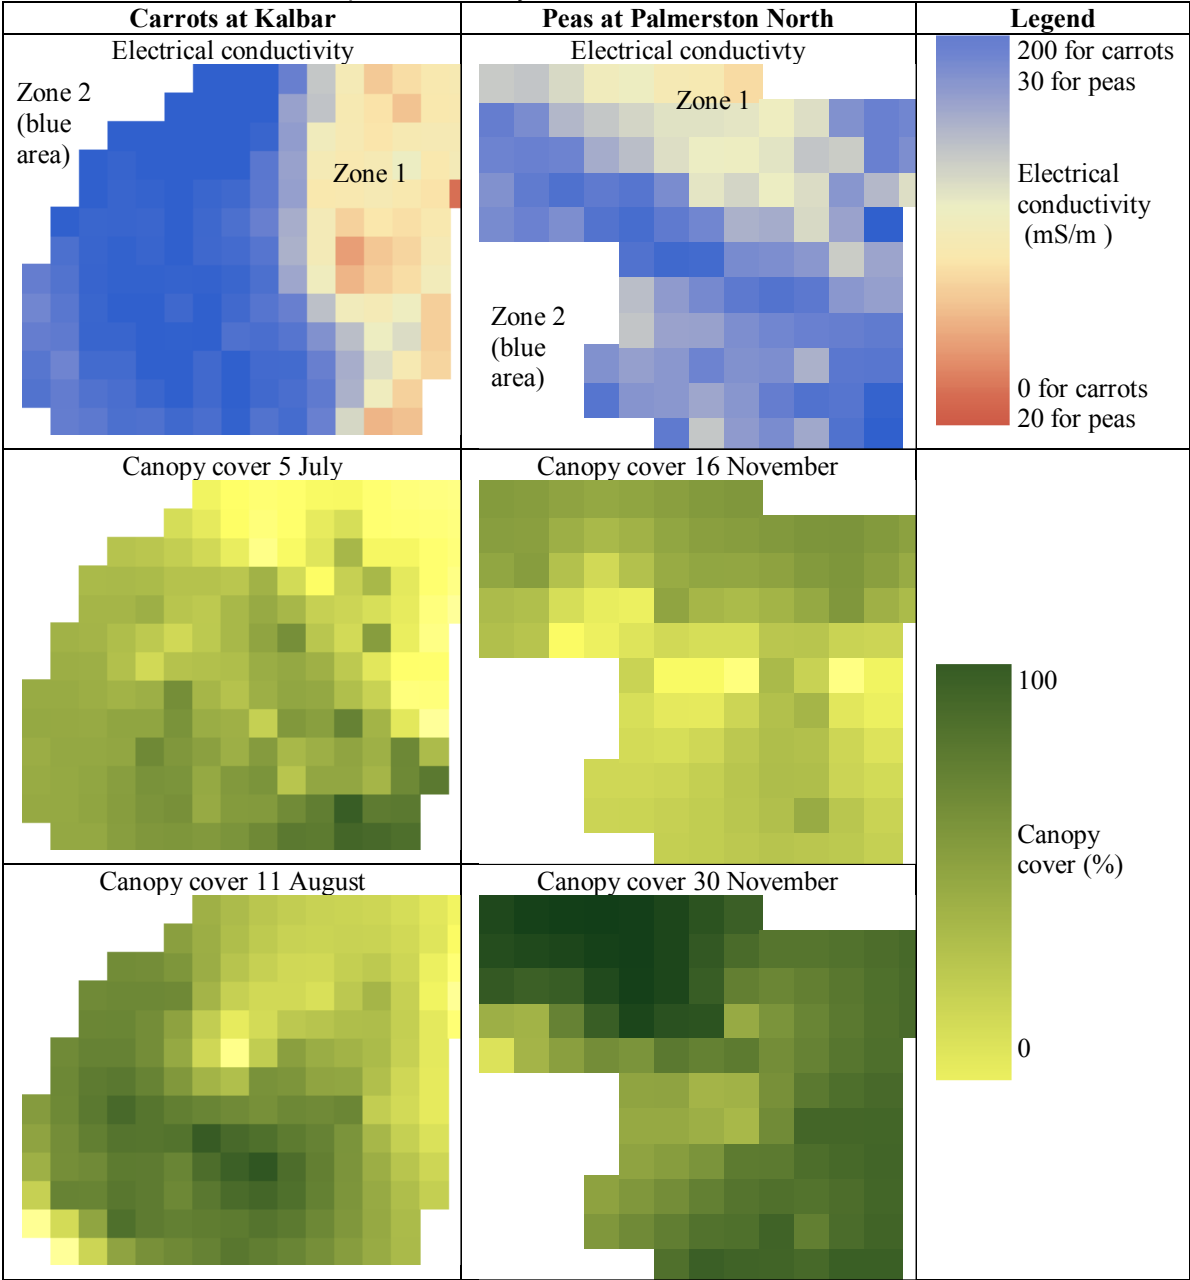 Carrots at Kalbar
Peas at Palmerston North
Legend
Electrical conductivity
Zone 2
(blue
area)
Zone 1
Electrical conductivty
Zone 1
Zone 2
(blue
area)
200 for carrots
30 for peas
Electrical
conductivity
(mS/m )
0 for carrots
20 for peas
Canopy cover 5 July
Canopy cover 16 November
100
Canopy
cover (%)
0
Canopy cover 11 August
Canopy cover 30 November